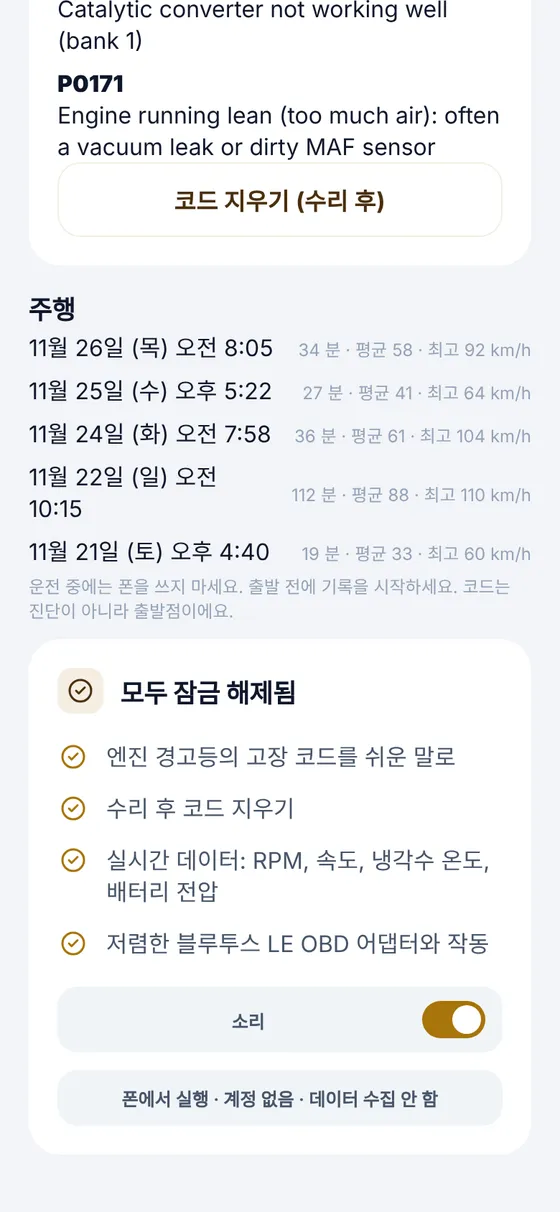 Catalytic converter not working well
(bank 1)
P0171
Engine running lean (too much air): often
a vacuum leak or dirty MAF sensor
코드 지우기 (수리 후)
주행
11월 26일 (목) 오전 8:05 34 분 · 평균 58 · 최고 92 km/h
11월 25일 (수) 오후 5:22 27 분 · 평균 41 · 최고 64 km/h
11월 24일 (화) 오전 7:58 36 분 · 평균 61 · 최고 104 km/h
11월 22일 (일) 오전
10:15 112 분 · 평균 88 · 최고 110 km/h
11월 21일 (토) 오후 4:40 19 분 · 평균 33 · 최고 60 km/h
운전 중에는 폰을 쓰지 마세요. 출발 전에 기록을 시작하세요. 코드는
진단이 아니라 출발점이에요.
모두 잠금 해제됨
엔진 경고등의 고장 코드를 쉬운 말로
수리 후 코드 지우기
실시간 데이터: RPM, 속도, 냉각수 온도,
배터리 전압
저렴한 블루투스 LE OBD 어댑터와 작동
소리
폰에서 실행 · 계정 없음 · 데이터 수집 안 함